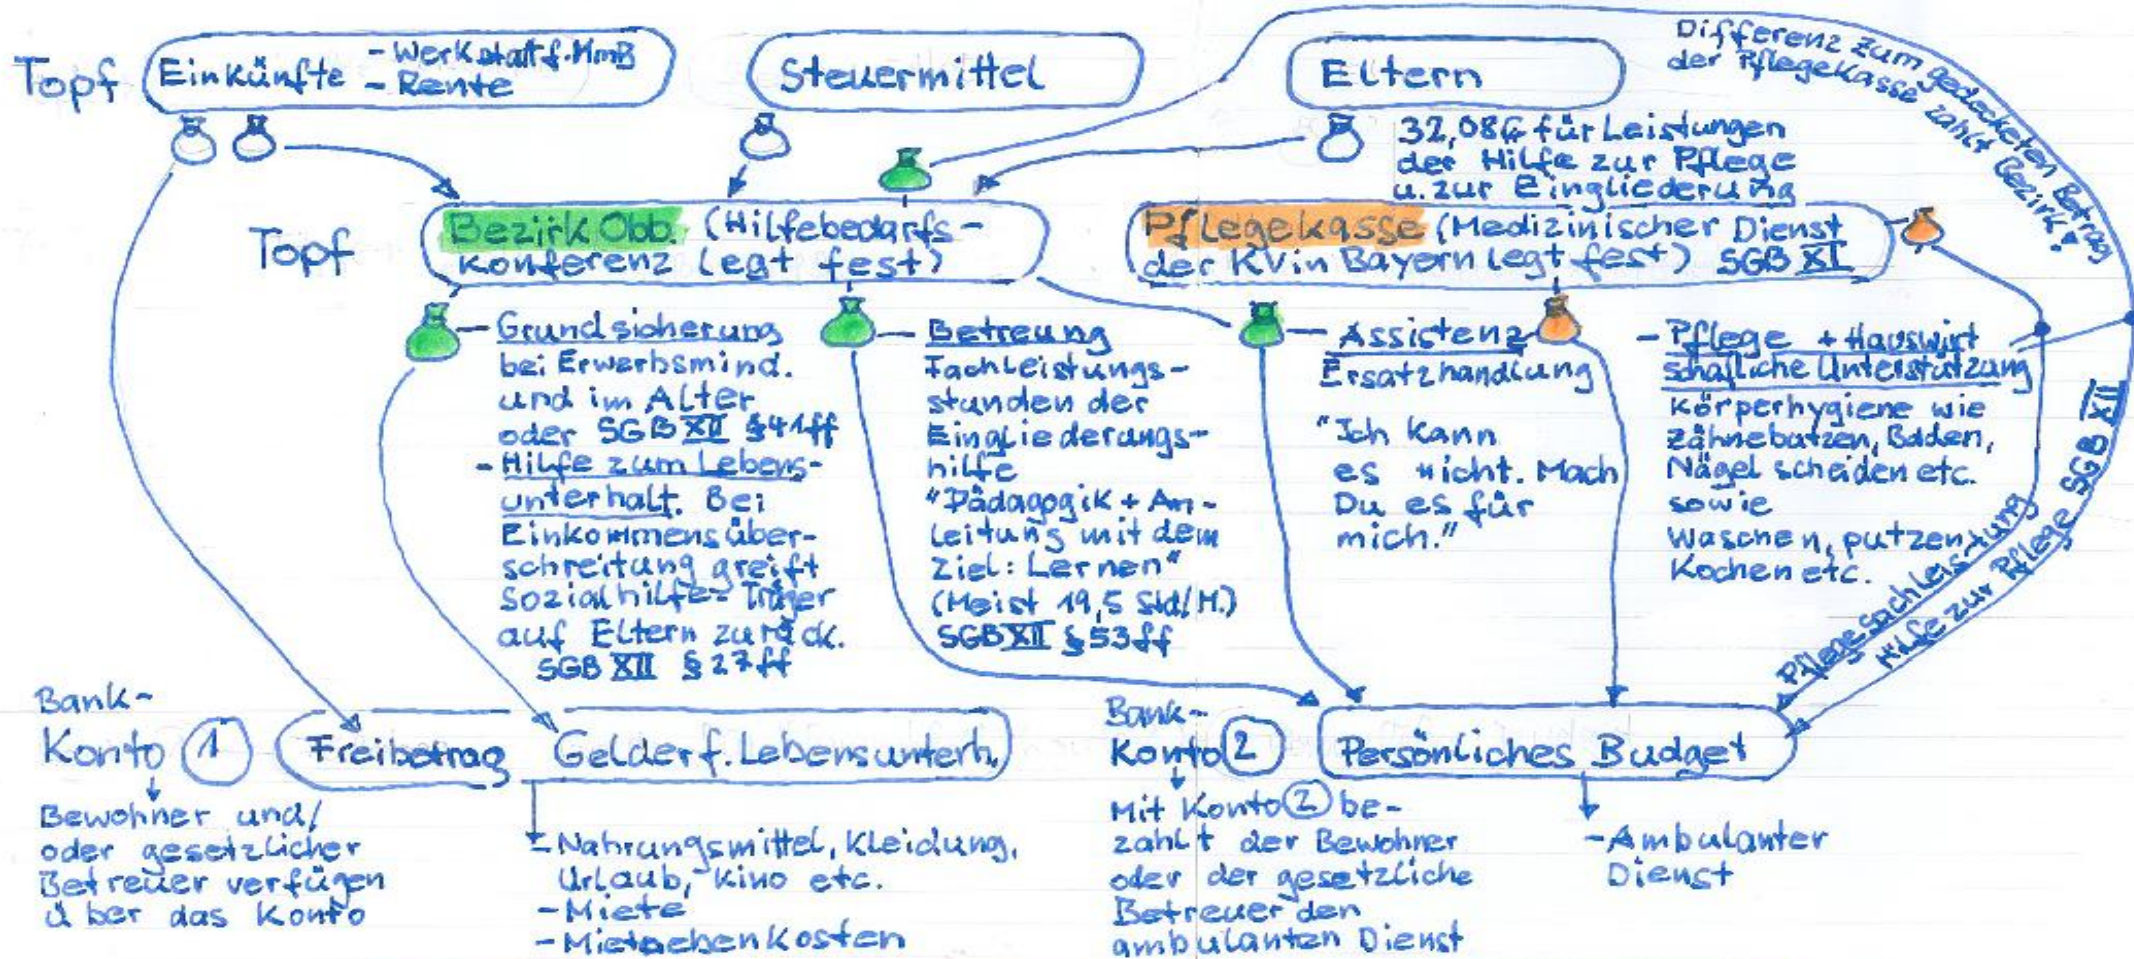 Topf
Einkünfte
- Werkstatt f. MmB
- Rente
Steuermittel
Eltern
Differenz zum gedecketen Betrag
der Pflegekasse zahlt Bezirk!
32,08€ für Leistungen
der Hilfe zur Pflege
u. zur Eingliederung
Topf
Bezirk Obb. (Hilfebedarfs-
Konferenz legt fest)
Pflegekasse (Medizinischer Dienst
der KV in Bayern legt fest) SGB XI
- Grundsicherung
bei Erwerbsmind.
und im Alter
oder SGB XII §41ff
- Hilfe zum Lebens-
unterhalt. Bei
Einkommensüber-
schreitung greift
Sozialhilfe-Träger
auf Eltern zurück.
SGB XII §27ff
- Betreung
Fachleistungs-
stunden der
Eingliederungs-
hilfe
"Pädagogik + An-
leitung mit dem
Ziel: Lernen"
(Meist 19,5 Std/M.)
SGB XII §53ff
- Assistenz
Ersatzhandlung
"Ich kann
es nicht. Mach
Du es für
mich."
- Pflege + Hauswirt
schaftliche Unterstützung
Körperhygiene wie
Zähnebutzen, Baden,
Nägel scheiden etc.
sowie
Waschen, putzen,
Kochen etc.
Pflegesachleistung
Hilfe zur Pflege SGB XII
Bank-
Konto 1
Freibetrag
Gelder f. Lebensunterh.
Bank-
Konto 2
Persönliches Budget
Bewohner und/
oder gesetzlicher
Betreuer verfügen
über das Konto
- Nahrungsmittel, Kleidung,
Urlaub, Kino etc.
- Miete
- Mietnebenkosten
Mit Konto 2 be-
zahlt der Bewohner
oder der gesetzliche
Betreuer den
ambulanten Dienst
- Ambulanter
Dienst